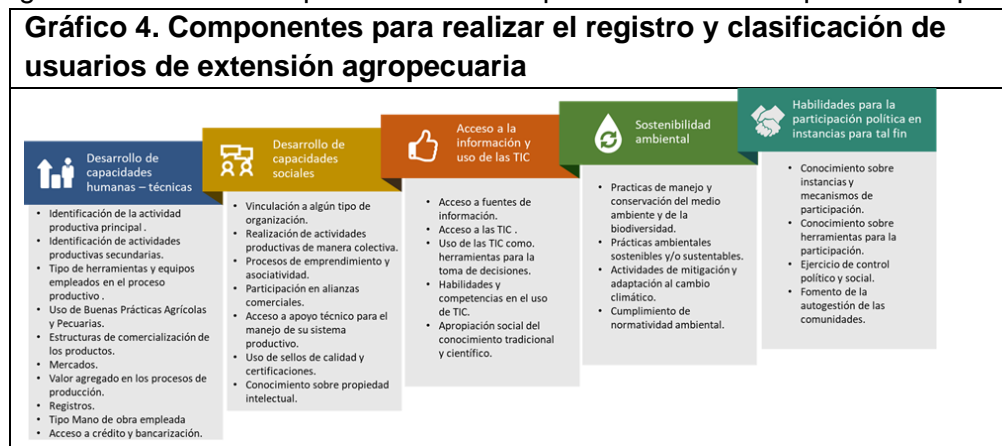 Gráfico 4. Componentes para realizar el registro y clasificación de
usuarios de extensión agropecuaria
Desarrollo de
capacidades
humanas – técnicas
• Identificación de la actividad
productiva principal .
• Identificación de actividades
productivas secundarias.
• Tipo de herramientas y equipos
empleados en el proceso
productivo .
• Uso de Buenas Prácticas Agrícolas
y Pecuarias.
• Estructuras de comercialización de
los productos.
• Mercados.
• Valor agregado en los procesos de
producción.
• Registros.
• Tipo Mano de obra empleada
• Acceso a crédito y bancarización.
Desarrollo de
capacidades
sociales
• Vinculación a algún tipo de
organización.
• Realización de actividades
productivas de manera colectiva.
• Procesos de emprendimiento y
asociatividad.
• Participación en alianzas
comerciales.
• Acceso a apoyo técnico para el
manejo de su sistema
productivo.
• Uso de sellos de calidad y
certificaciones.
• Conocimiento sobre propiedad
intelectual.
Acceso a la
información y
uso de las TIC
• Acceso a fuentes de
información.
• Acceso a las TIC .
• Uso de las TIC como.
herramientas para la
toma de decisiones.
• Habilidades y
competencias en el uso
de TIC.
• Apropiación social del
conocimiento tradicional
y científico.
Sostenibilidad
ambiental
• Practicas de manejo y
conservación del medio
ambiente y de la
biodiversidad.
• Prácticas ambientales
sostenibles y/o sustentables.
• Actividades de mitigación y
adaptación al cambio
climático.
• Cumplimiento de
normatividad ambiental.
Habilidades para la
participación política en
instancias para tal fin
• Conocimiento sobre
instancias y
mecanismos de
participación.
• Conocimiento sobre
herramientas para la
participación.
• Ejercicio de control
político y social.
• Fomento de la
autogestión de las
comunidades.